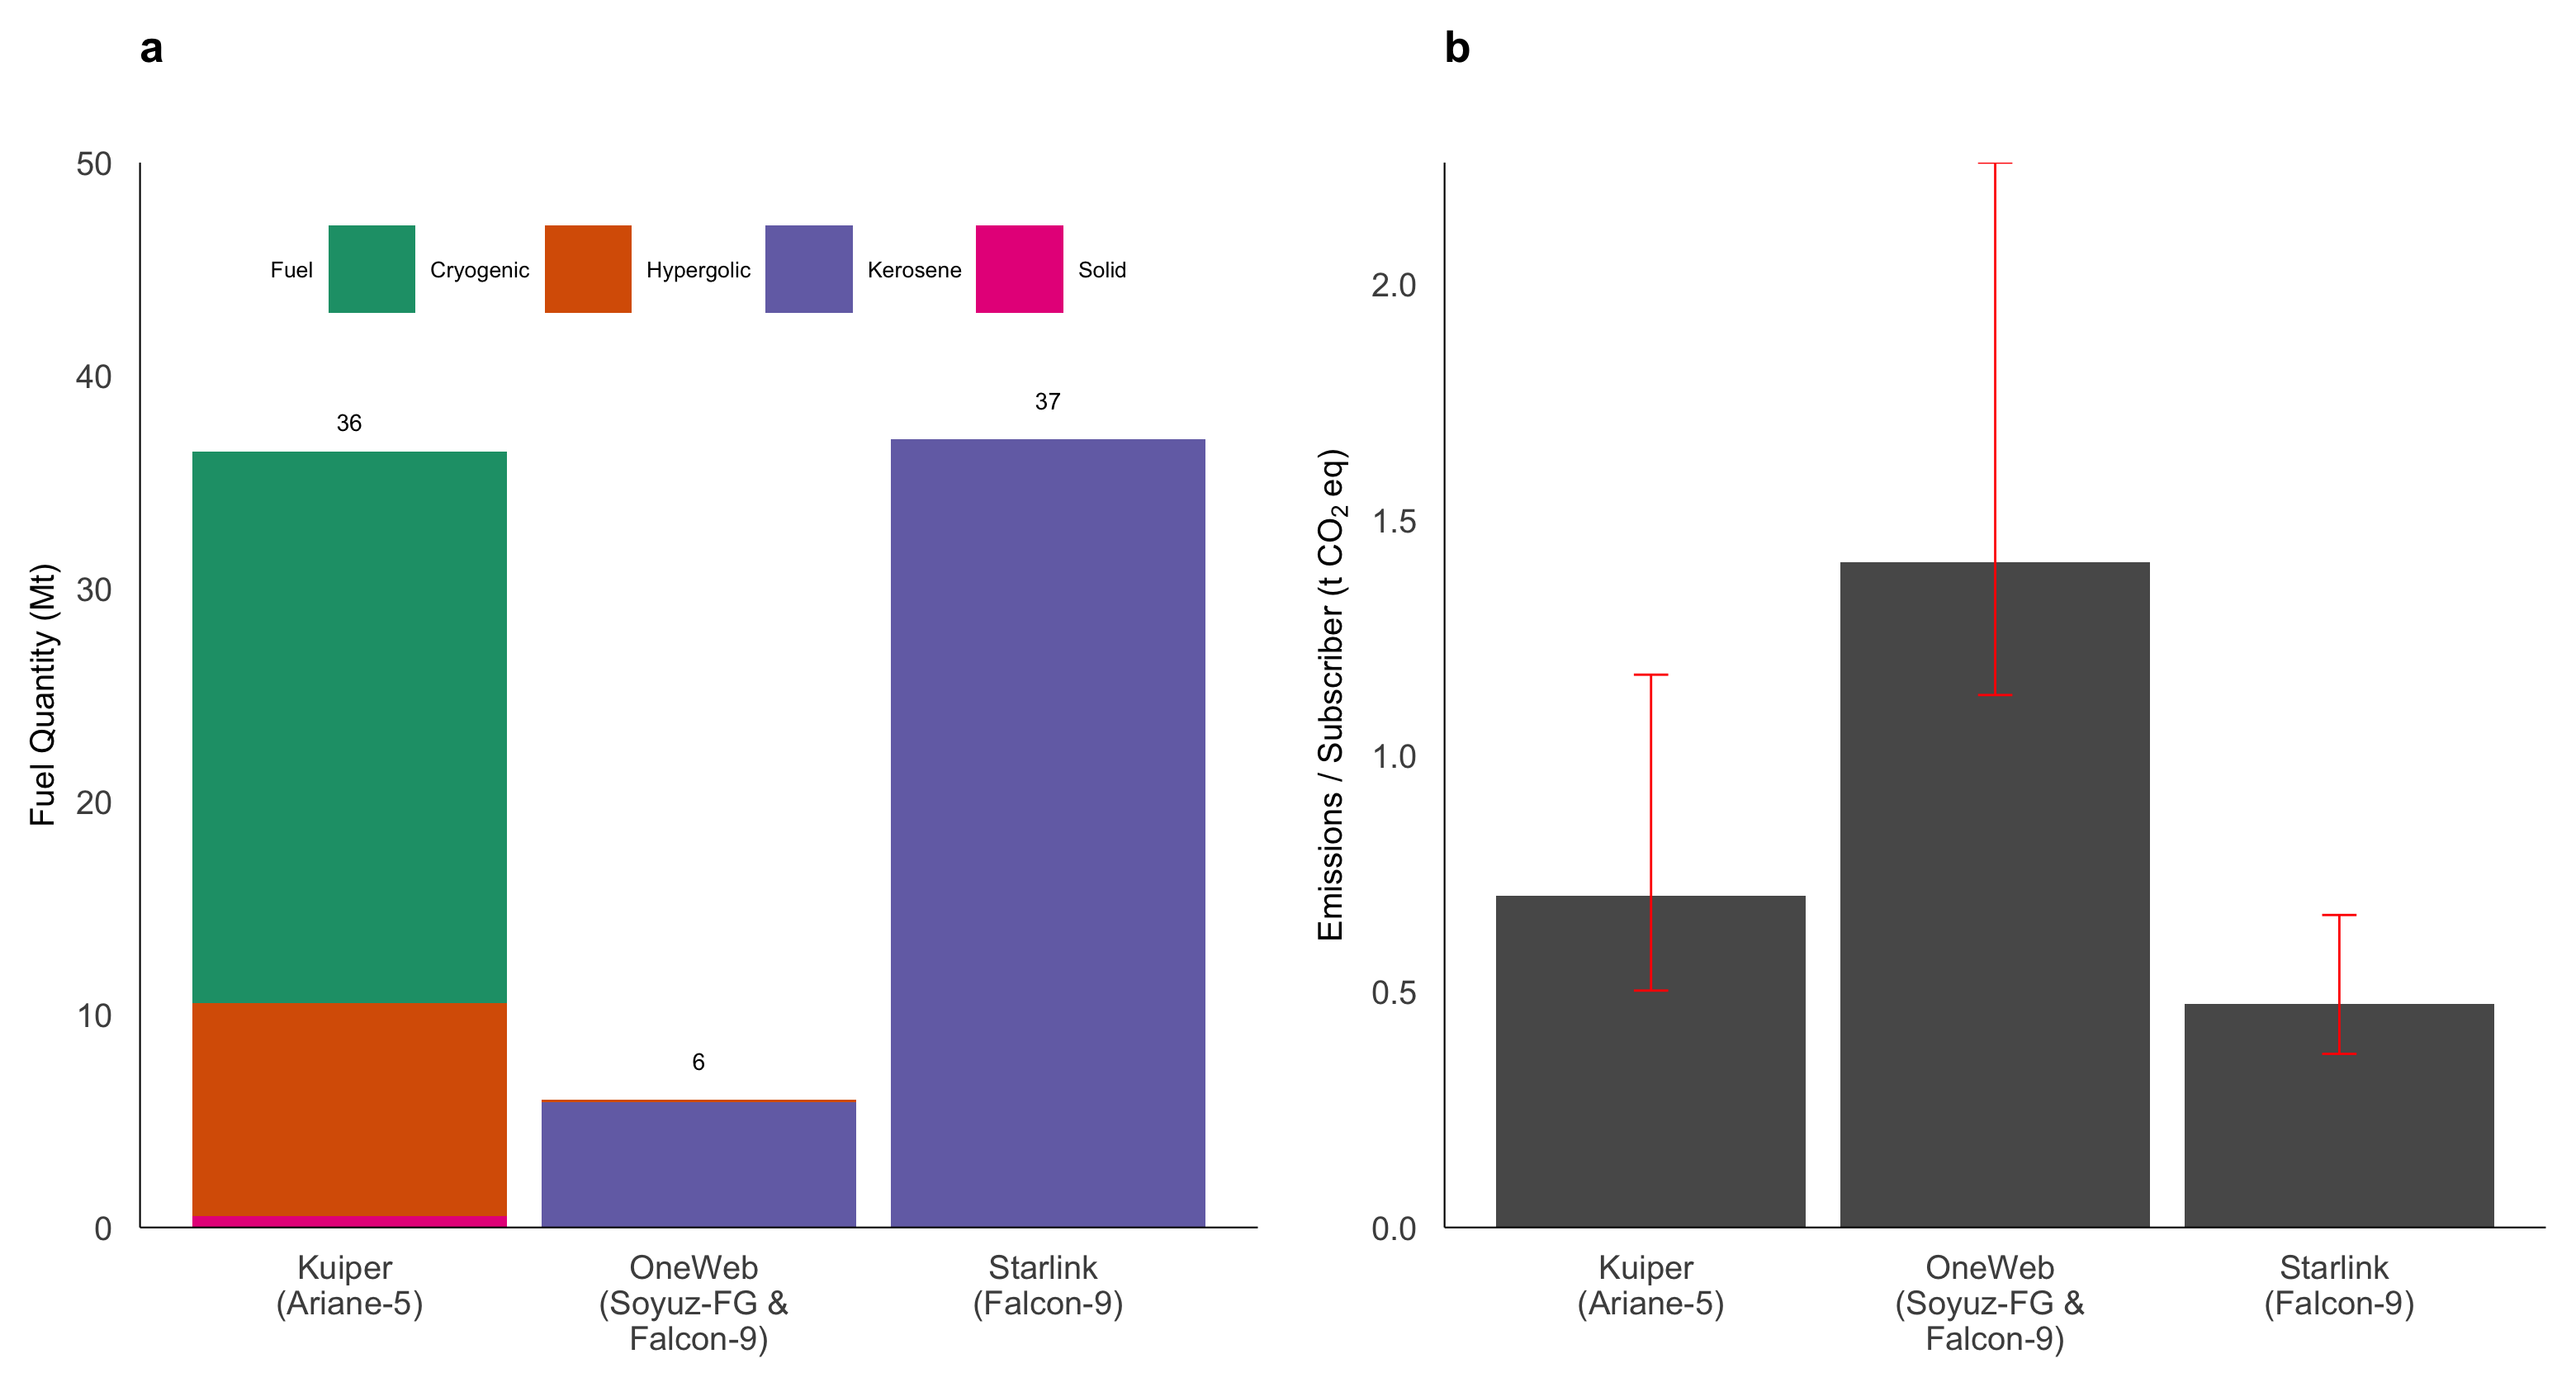 a
50
40
30
20
10
0
Fuel Quantity (Mt)
Fuel Cryogenic Hypergolic Kerosene Solid
36
6
37
Kuiper
(Ariane-5)
OneWeb
(Soyuz-FG &
Falcon-9)
Starlink
(Falcon-9)
b
2.0
1.5
1.0
0.5
0.0
Emissions / Subscriber (t CO₂ eq)
Kuiper
(Ariane-5)
OneWeb
(Soyuz-FG &
Falcon-9)
Starlink
(Falcon-9)